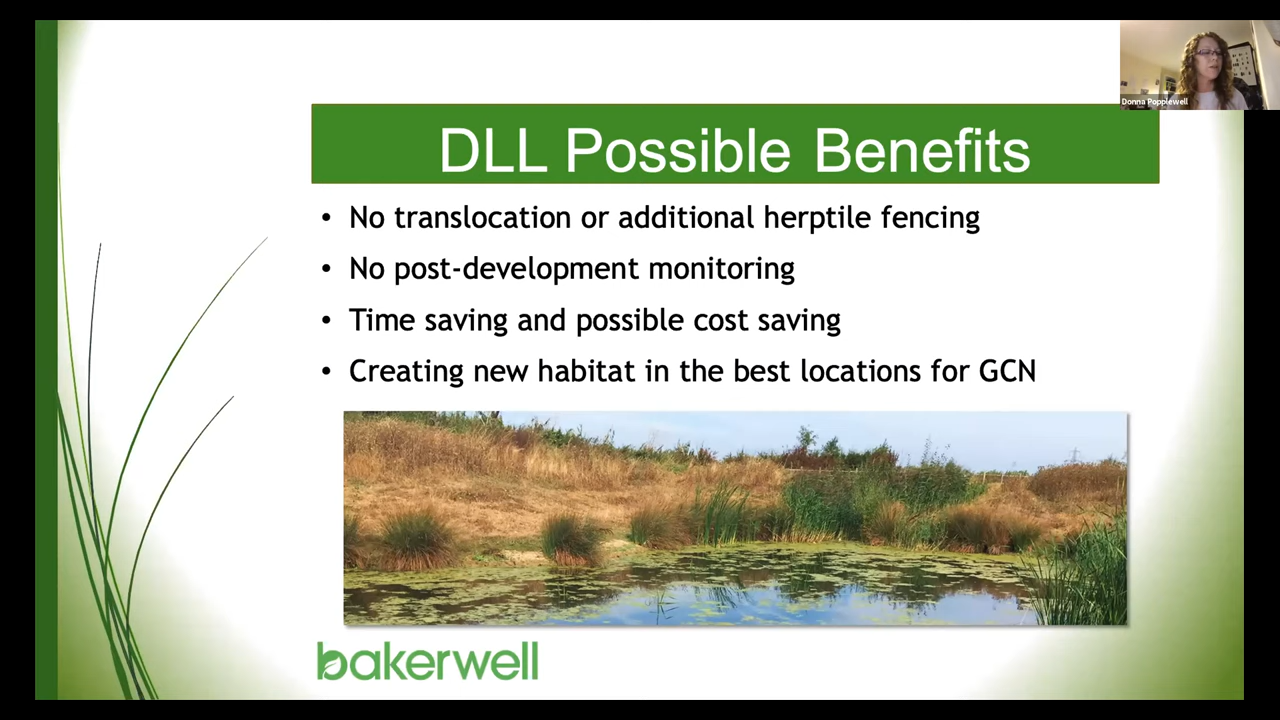 Donna Popplewell
DLL Possible Benefits
• No translocation or additional herptile fencing
• No post-development monitoring
• Time saving and possible cost saving
• Creating new habitat in the best locations for GCN
bakerwell